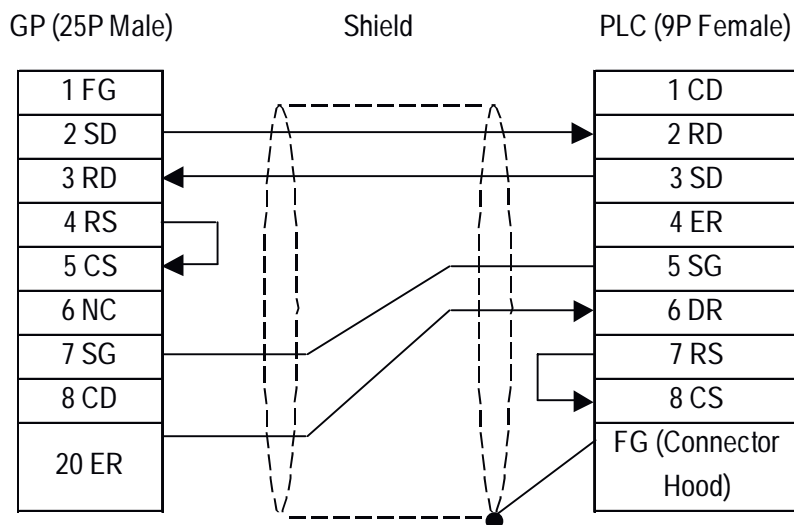 GP (25P Male) Shield PLC (9P Female)
1 FG 1 CD
2 SD 2 RD
3 RD 3 SD
4 RS 4 ER
5 CS 5 SG
6 NC 6 DR
7 SG 7 RS
8 CD 8 CS
20 ER FG (Connector
Hood)